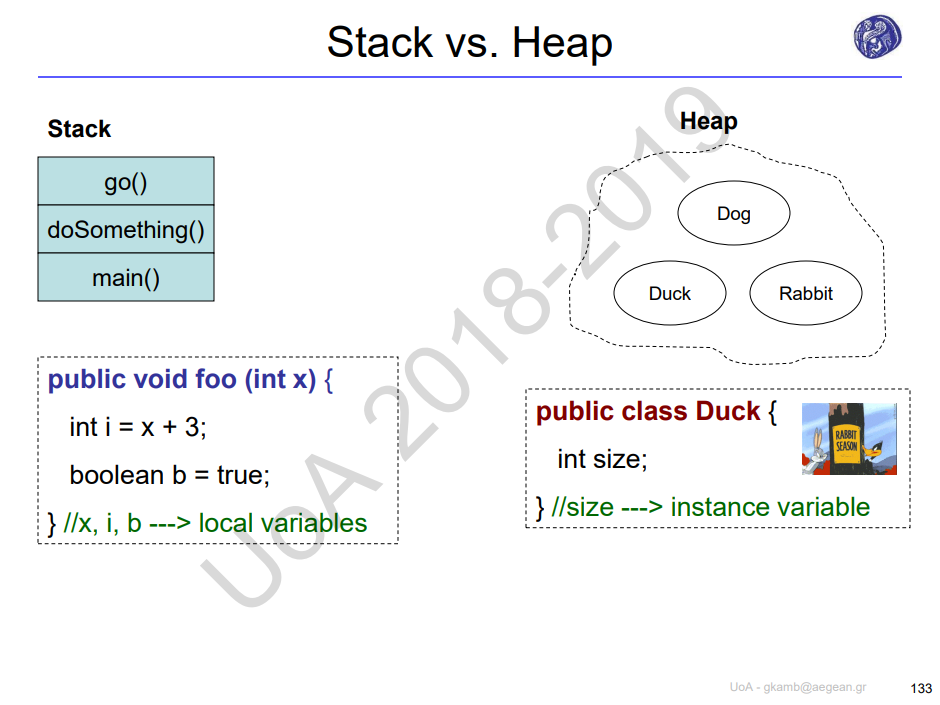 Stack vs. Heap
Stack
go()
doSomething()
main()
Heap
Dog
Duck
Rabbit
public void foo (int x) {
int i = x + 3;
boolean b = true;
} //x, i, b ---> local variables
public class Duck {
int size;
} //size ---> instance variable
RABBIT
SEASON
UoA 2018-2019
UoA - gkamb@aegean.gr
133